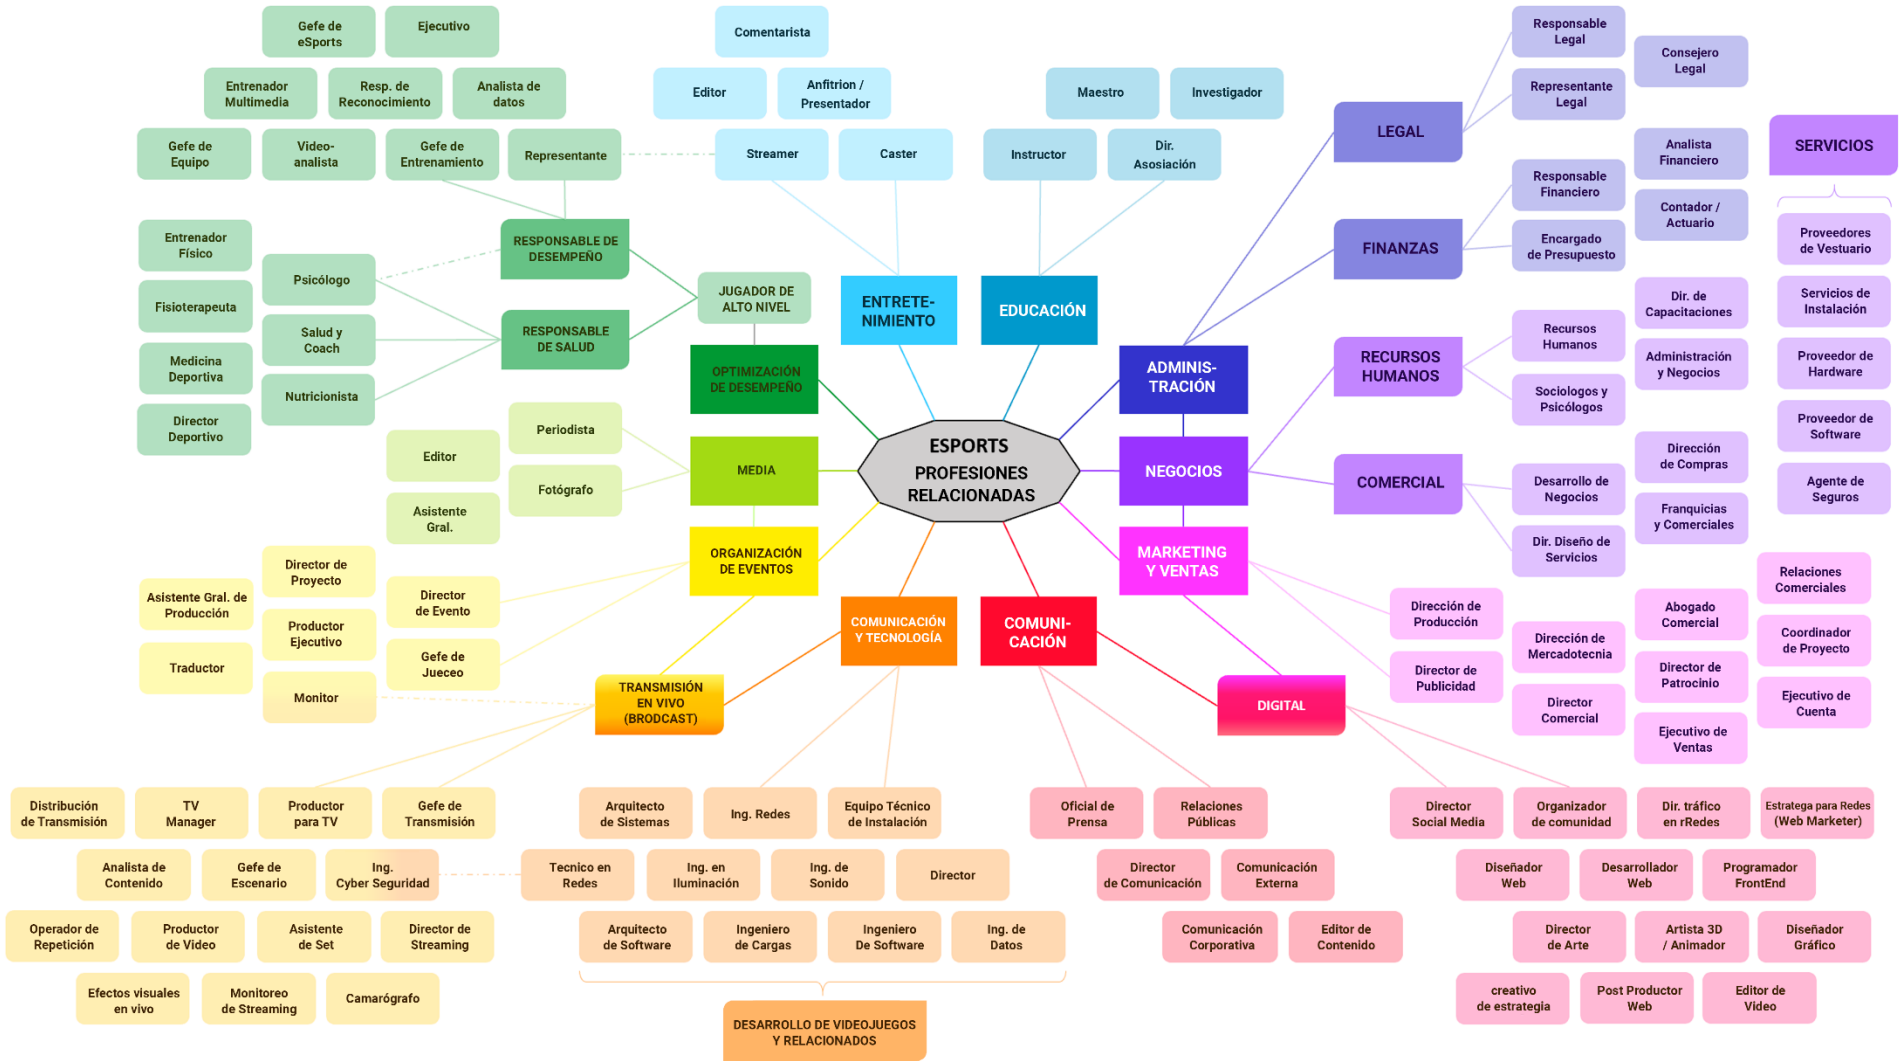 Gefe de
eSports
Ejecutivo
Entrenador
Multimedia
Resp. de
Reconocimiento
Analista de
datos
Gefe de
Equipo
Video-
analista
Gefe de
Entrenamiento
Representante
RESPONSABLE DE
DESEMPEÑO
Entrenador
Físico
Psicólogo
Fisioterapeuta
Salud y
Coach
RESPONSABLE
DE SALUD
Medicina
Deportiva
Nutricionista
Director
Deportivo
JUGADOR DE
ALTO NIVEL
OPTIMIZACIÓN
DE DESEMPEÑO
Comentarista
Editor
Anfitrion /
Presentador
Streamer
Caster
ENTRETE-
NIMIENTO
Maestro
Investigador
Instructor
Dir.
Asosiación
EDUCACIÓN
Responsable
Legal
Consejero
Legal
Representante
Legal
LEGAL
Analista
Financiero
Responsable
Financiero
Contador /
Actuario
Encargado
de Presupuesto
FINANZAS
ADMINIS-
TRACIÓN
SERVICIOS
Proveedores
de Vestuario
Servicios de
Instalación
Proveedor de
Hardware
Proveedor de
Software
Agente de
Seguros
Dir. de
Capacitaciones
Recursos
Humanos
Administración
y Negocios
Sociologos y
Psicólogos
RECURSOS
HUMANOS
Dirección
de Compras
Desarrollo de
Negocios
Franquicias
y Comerciales
Dir. Diseño de
Servicios
COMERCIAL
NEGOCIOS
ESPORTS
PROFESIONES
RELACIONADAS
MEDIA
Periodista
Editor
Fotógrafo
Asistente
Gral.
ORGANIZACIÓN
DE EVENTOS
Director de
Proyecto
Asistente Gral. de
Producción
Director
de Evento
Productor
Ejecutivo
Traductor
Gefe de
Jueceo
Monitor
TRANSMISIÓN
EN VIVO
(BRODCAST)
COMUNICACIÓN
Y TECNOLOGÍA
COMUNI-
CACIÓN
MARKETING
Y VENTAS
DIGITAL
Relaciones
Comerciales
Dirección de
Producción
Abogado
Comercial
Dirección de
Mercadotecnia
Coordinador
de Proyecto
Director de
Publicidad
Director de
Patrocinio
Director
Comercial
Ejecutivo de
Cuenta
Ejecutivo de
Ventas
Distribución
de Transmisión
TV
Manager
Productor
para TV
Gefe de
Transmisión
Analista de
Contenido
Gefe de
Escenario
Ing.
Cyber Seguridad
Operador de
Repetición
Productor
de Video
Asistente
de Set
Director de
Streaming
Efectos visuales
en vivo
Monitoreo
de Streaming
Camarógrafo
Arquitecto
de Sistemas
Ing. Redes
Equipo Técnico
de Instalación
Tecnico en
Redes
Ing. en
Iluminación
Ing. de
Sonido
Director
Arquitecto
de Software
Ingeniero
de Cargas
Ingeniero
De Software
Ing. de
Datos
DESARROLLO DE VIDEOJUEGOS
Y RELACIONADOS
Oficial de
Prensa
Relaciones
Públicas
Director
de Comunicación
Comunicación
Externa
Comunicación
Corporativa
Editor de
Contenido
Director
Social Media
Organizador
de comunidad
Dir. tráfico
en rRedes
Estratega para Redes
(Web Marketer)
Diseñador
Web
Desarrollador
Web
Programador
FrontEnd
Director
de Arte
Artista 3D
/ Animador
Diseñador
Gráfico
creativo
de estrategia
Post Productor
Web
Editor de
Video